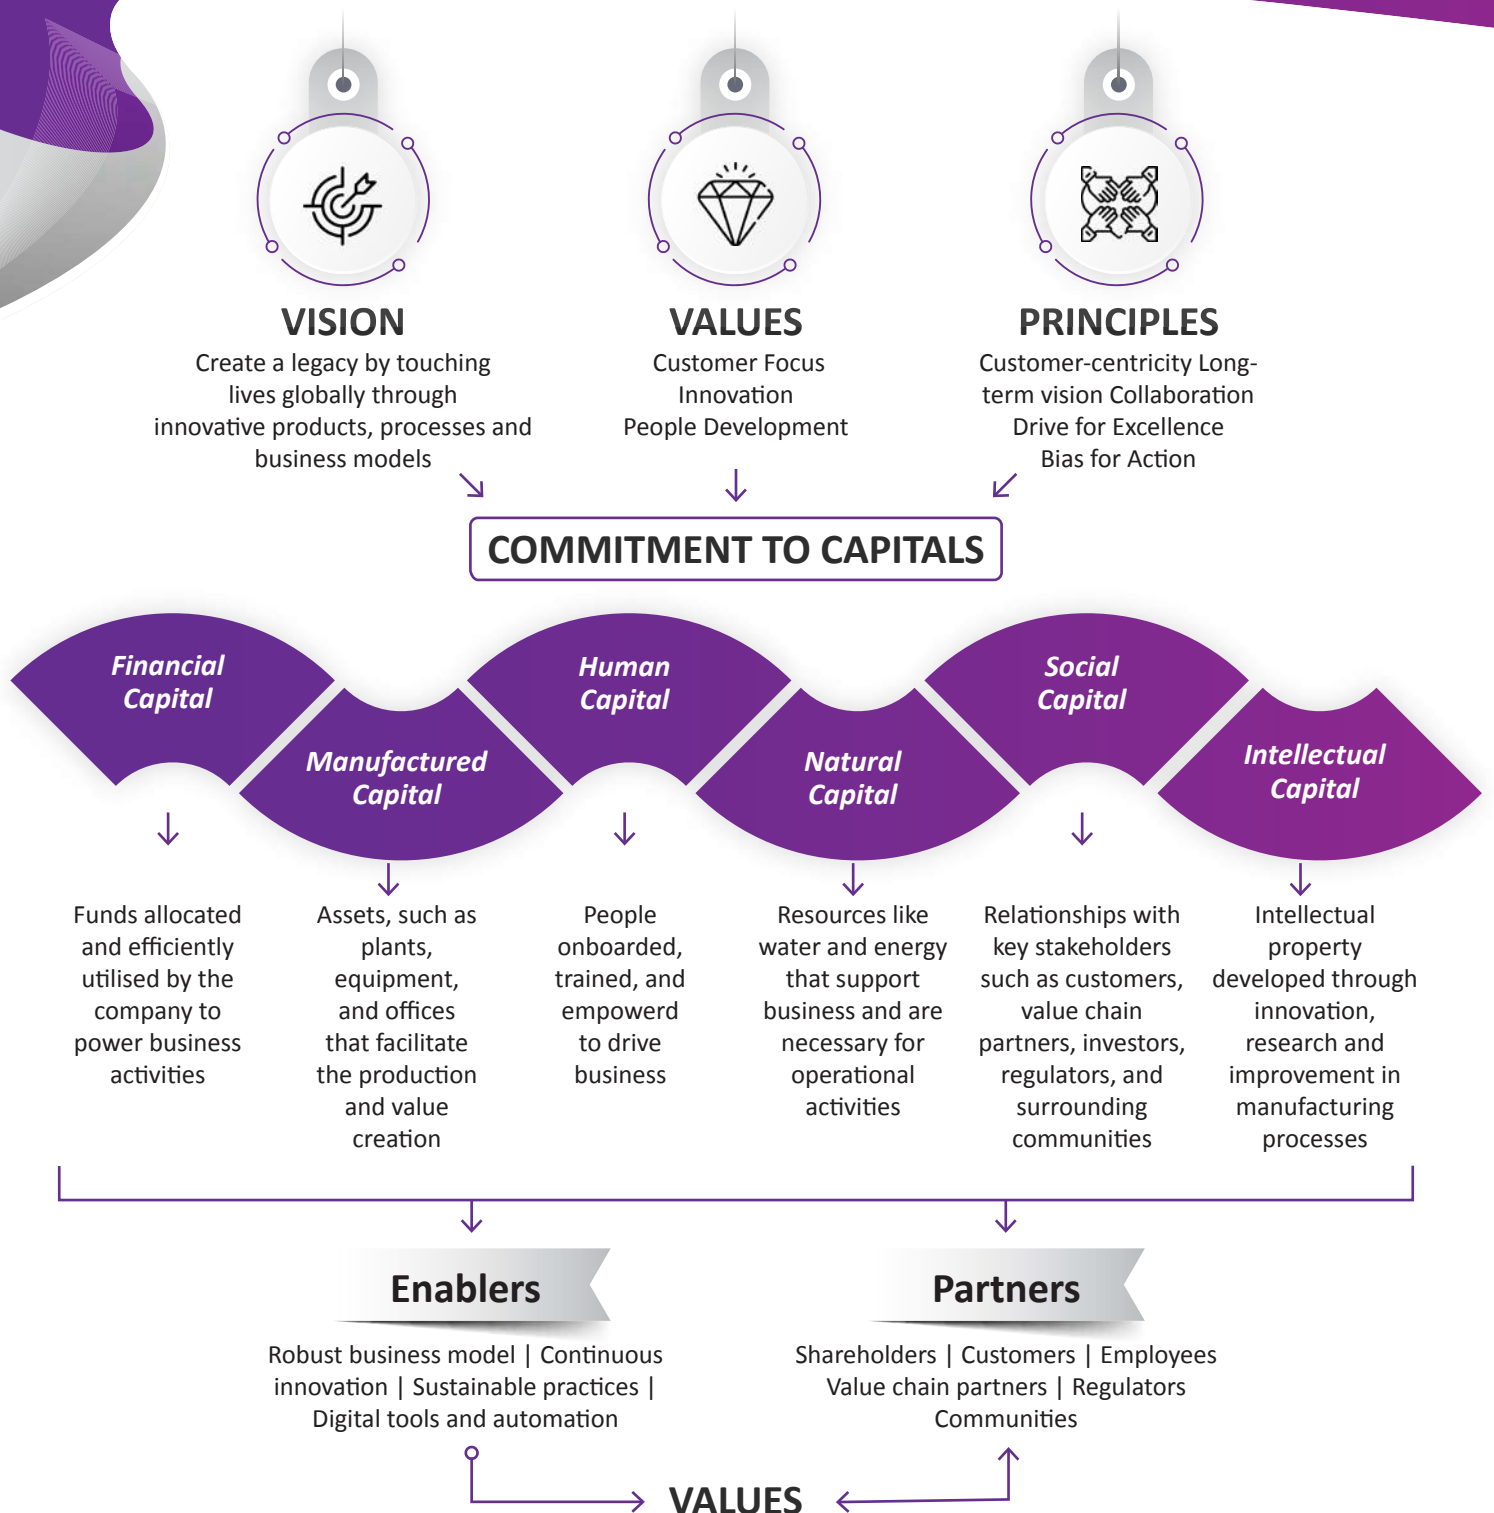 VISION
Create a legacy by touching
lives globally through
innovative products, processes and
business models
VALUES
Customer Focus
Innovation
People Development
PRINCIPLES
Customer-centricity Long-
term vision Collaboration
Drive for Excellence
Bias for Action
COMMITMENT TO CAPITALS
Financial
Capital
Manufactured
Capital
Human
Capital
Natural
Capital
Social
Capital
Intellectual
Capital
Funds allocated
and efficiently
utilised by the
company to
power business
activities
Assets, such as
plants,
equipment,
and offices
that facilitate
the production
and value
creation
People
onboarded,
trained, and
empowerd
to drive
business
Resources like
water and energy
that support
business and are
necessary for
operational
activities
Relationships with
key stakeholders
such as customers,
value chain
partners, investors,
regulators, and
surrounding
communities
Intellectual
property
developed through
innovation,
research and
improvement in
manufacturing
processes
Enablers
Robust business model | Continuous
innovation | Sustainable practices |
Digital tools and automation
Partners
Shareholders | Customers | Employees
Value chain partners | Regulators
Communities
VALUES